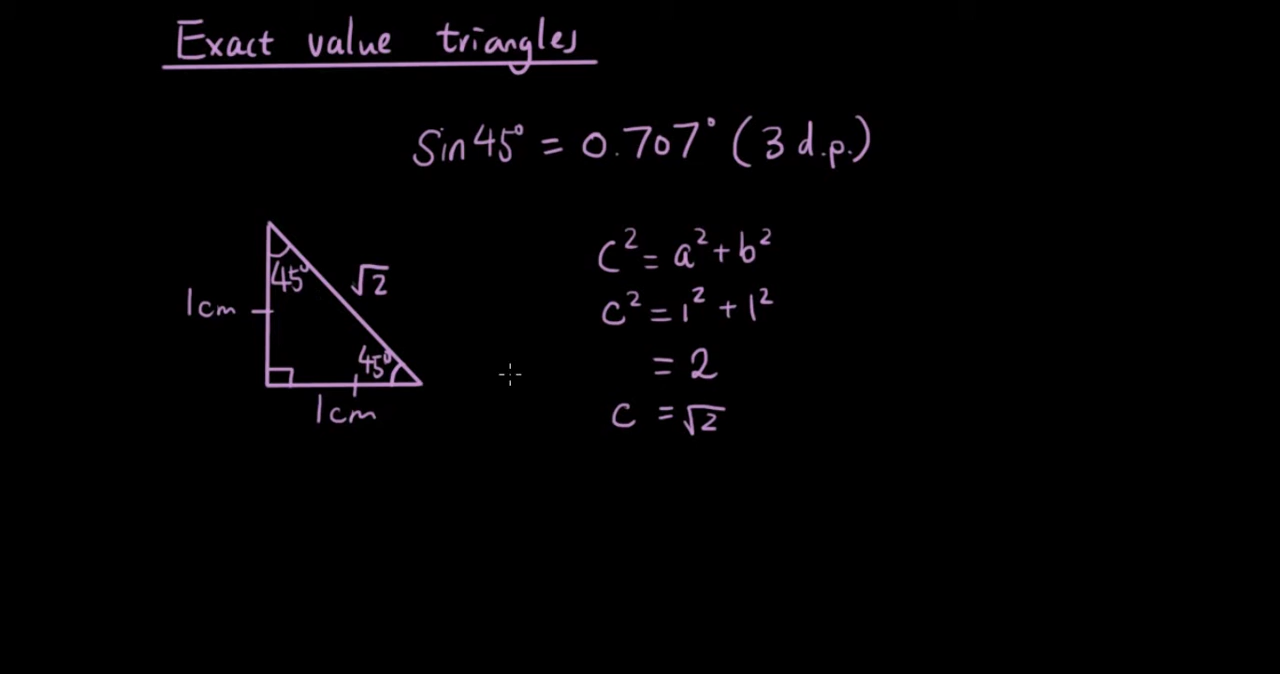 Exact value triangles
Sin 45° = 0.707° (3 d.p.)
45°
√2
1cm
45°
1cm
c² = a² + b²
c² = 1² + 1²
= 2
c = √2